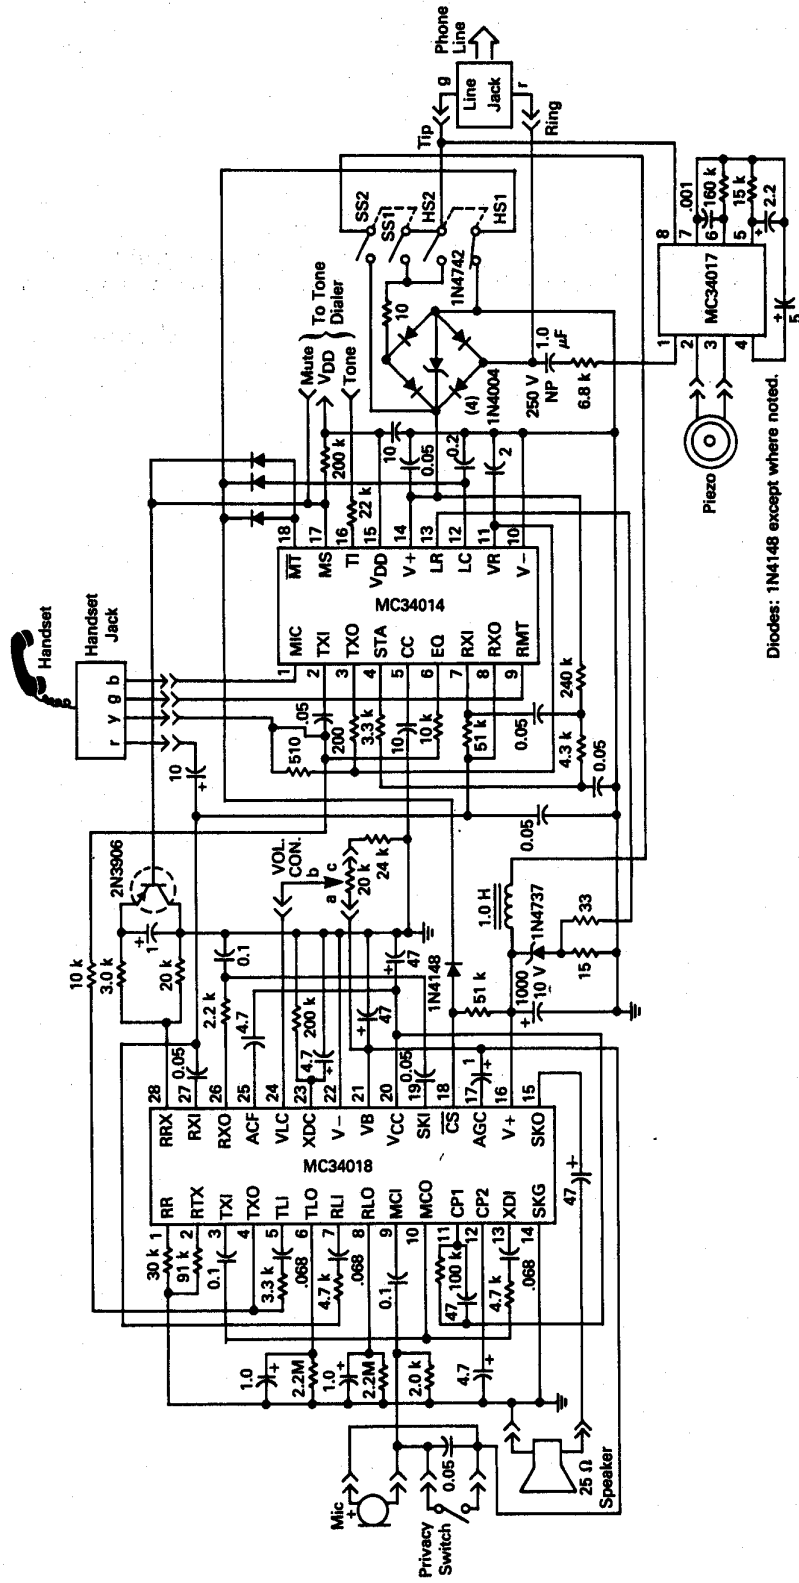 Handset
Handset
Jack
r y g b
2N3906
10 k
3.0 k
1
20 k
0.1
2.2 k
4.7
200 k
4.7
47
47
0.05
0.05
1
10
VOL.
CON.
a b c
20 k
24 k
510
.05
200
3.3 k
10
10 k
51 k
0.05
240 k
4.3 k
0.05
0.05
Mute
VDD
Tone
To Tone
Dialer
200 k
22 k
10
0.05
0.2
2
10
SS2
SS1
HS2
HS1
1N4742
(4)
1N4004
250 V
NP
1.0
µF
6.8 k
Tip
Ring
g
r
Line
Jack
Phone
Line
MC34014
1 MIC
2 TXI
3 TXO
4 STA
5 CC
6 EQ
7 RXI
8 RXO
9 RMT
18 MT
17 MS
16 TI
15 VDD
14 V+
13 LR
12 LC
11 VR
10 V−
MC34018
1 RR
2 RTX
3 TXI
4 TXO
5 TLI
6 TLO
7 RLI
8 RLO
9 MCI
10 MCO
11 CP1
12 CP2
13 XDI
14 SKG
28 RRX
27 RXI
26 RXO
25 ACF
24 VLC
23 XDC
22 V−
21 VB
20 VCC
19 SKI
18 CS
17 AGC
16 V+
15 SKO
30 k
91 k
0.1
3.3 k
.068
4.7 k
.068
0.1
100 k
47
4.7 k
.068
47
1.0
2.2M
1.0
2.2M
2.0 k
4.7
Mic
0.05
Privacy
Switch
25 Ω
Speaker
1N4148
51 k
1000
10 V
1.0 H
1N4737
15
33
MC34017
1
2
3
4
8
7
6
5
.001
160 k
15 k
2.2
5
Piezo
Diodes: 1N4148 except where noted.